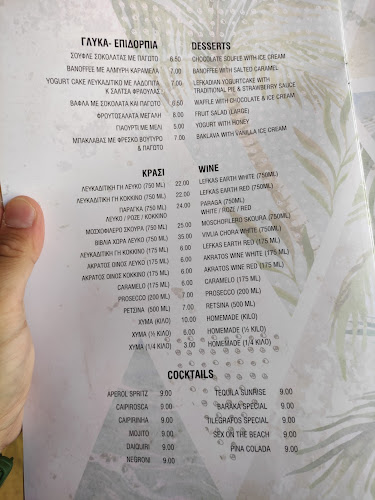 ΓΛΥΚΑ- ΕΠΙΔΟΡΠΙΑ DESSERTS
ΣΟΥΦΛΕ ΣΟΚΟΛΑΤΑΣ ΜΕ ΠΑΓΩΤΟ 6.50 CHOCOLATE SOUFLE WITH ICE CREAM
BANOFFEE ΜΕ ΑΛΜΥΡΗ ΚΑΡΑΜΕΛΑ 7.00 BANOFFEE WITH SALTED CARAMEL
YOGURT CAKE ΛΕΥΚΑΔΙΤΙΚΟ ΜΕ ΛΑΔΟΠΙΤΑ 7.00 LEFKADIAN YOGURTCAKE WITH
Κ ΣΑΛΤΣΑ ΦΡΑΟΥΛΑΣ TRADITIONAL PIE & STRAWBERRY SAUCE
ΒΑΦΛΑ ΜΕ ΣΟΚΟΛΑΤΑ ΚΑΙ ΠΑΓΩΤΟ 6.50 WAFFLE WITH CHOCOLATE & ICE CREAM
ΦΡΟΥΤΟΣΑΛΑΤΑ ΜΕΓΑΛΗ 8.00 FRUIT SALAD (LARGE)
ΓΙΑΟΥΡΤΙ ΜΕ ΜΕΛΙ 5.00 YOGURT WITH HONEY
ΜΠΑΚΛΑΒΑΣ ΜΕ ΦΡΕΣΚΟ ΒΟΥΤΥΡΟ 7.00 BAKLAVA WITH VANILLA ICE CREAM
& ΠΑΓΩΤΟ
ΚΡΑΣΙ WINE
ΛΕΥΚΑΔΙΤΙΚΗ ΓΗ ΛΕΥΚΟ (750 ML) 22.00 LEFKAS EARTH WHITE (750ML)
ΛΕΥΚΑΔΙΤΙΚΗ ΓΗ ΚΟΚΚΙΝΟ (750 ML) 22.00 LEFKAS EARTH RED (750 ML)
ΠΑΡΑΓΚΑ (750 ML) 24.00 PARAGA (750ML)
ΛΕΥΚΟ / ΡΟΖΕ / ΚΟΚΚΙΝΟ WHITE / ROZE / RED
ΜΟΣΧΟΦΙΛΕΡΟ ΣΚΟΥΡΑ (750 ML) 25.00 MOSCHOFILERO SKOURA (750 ML)
ΒΙΒΛΙΑ ΧΩΡΑ ΛΕΥΚΟ (750 ML) 35.00 VIVLIA CHORA WHITE (750ML)
ΛΕΥΚΑΔΙΤΙΚΗ ΓΗ ΚΟΚΚΙΝΟ (175 ML) 6.00 LEFKAS EARTH RED (175 ML)
ΑΚΡΑΤΟΣ ΟΙΝΟΣ ΛΕΥΚΟ (175 ML) 6.00 AKRATOS WINE WHITE (175 ML)
ΑΚΡΑΤΟΣ ΟΙΝΟΣ ΚΟΚΚΙΝΟ (175 ML) 6.00 AKRATOS WINE RED (175 ML)
CARAMELO (175 ML) 6.00 CARAMELO (175 ML)
PROSECCO (200 ML) 7.00 PROSECCO (200 ML)
ΡΕΤΣΙΝΑ (500 ML) 7.00 RETSINA (500 ML)
ΧΥΜΑ (ΚΙΛΟ) 10.00 HOMEMADE (KILO)
ΧΥΜΑ (½ ΚΙΛΟ) 6.00 HOMEMADE (½ KILO)
ΧΥΜΑ (1/4 ΚΙΛΟ) 3.00 HOMEMADE (1/4 KILO)
COCKTAILS
APEROL SPRITZ 9.00 TEQUILA SUNRISE 9.00
CAIPIROSCA 9.00 BARAKA SPECIAL 9.00
CAIPIRINHA 9.00 TILEGRAFOS SPECIAL 9.00
MOJITO 9.00 SEX ON THE BEACH 9.00
DAIQUIRI 9.00 PINA COLADA 9.00
NEGRONI 9.00